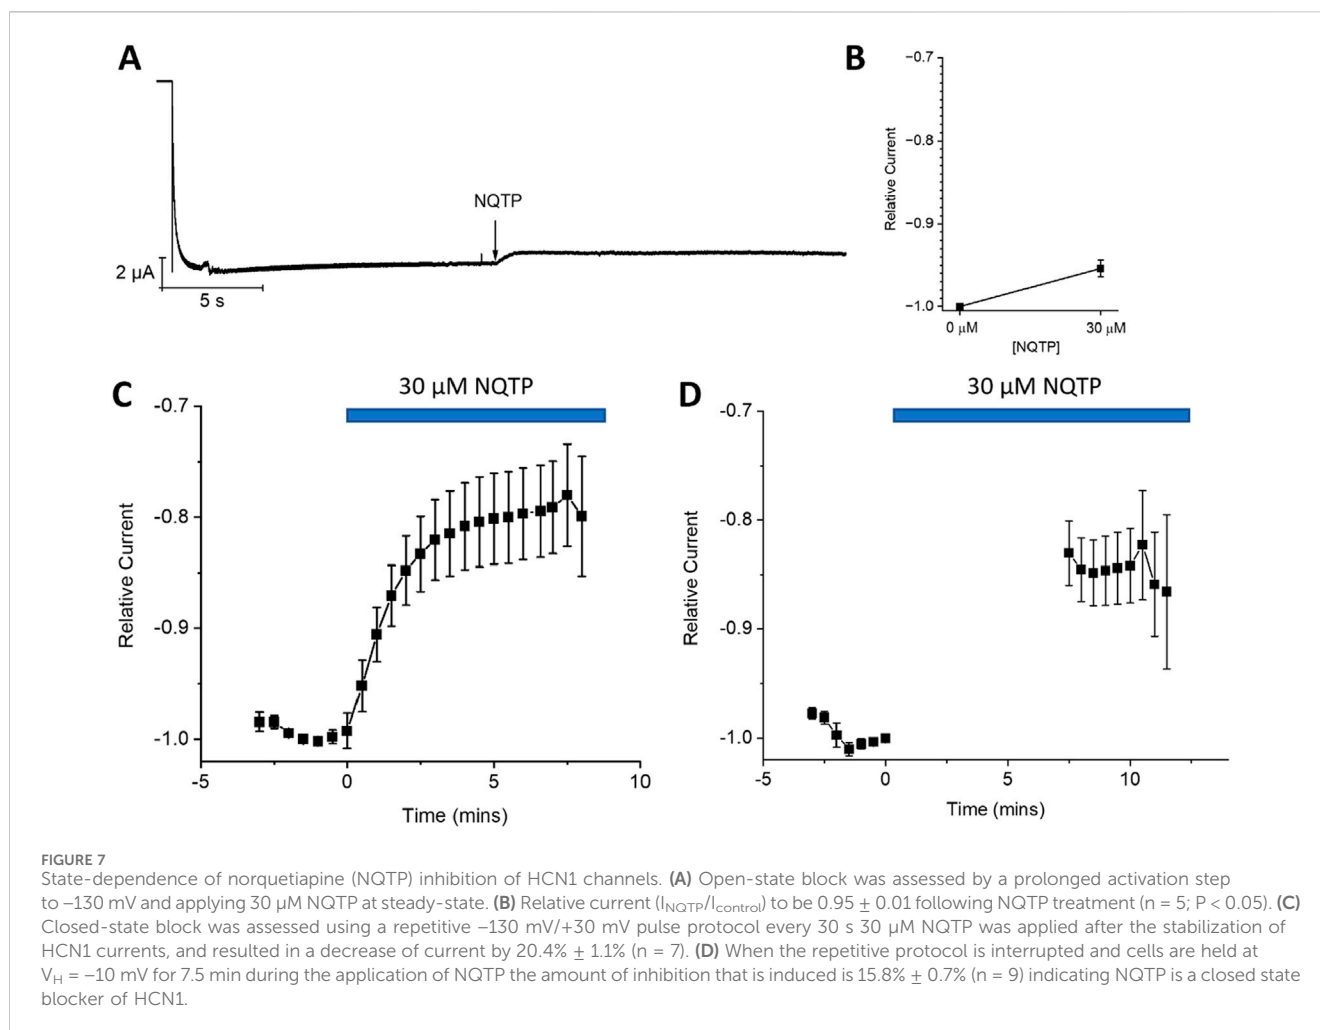 A
NQTP
2 µA
5 s
B
−0.7
−0.8
−0.9
−1.0
Relative Current
0 µM
30 µM
[NQTP]
C
30 µM NQTP
-0.7
-0.8
-0.9
-1.0
Relative Current
-5
0
5
10
Time (mins)
D
30 µM NQTP
-0.7
-0.8
-0.9
-1.0
Relative Current
-5
0
5
10
Time (mins)
FIGURE 7
State-dependence of norquetiapine (NQTP) inhibition of HCN1 channels. (A) Open-state block was assessed by a prolonged activation step
to –130 mV and applying 30 µM NQTP at steady-state. (B) Relative current (INQTP/Icontrol) to be 0.95 ± 0.01 following NQTP treatment (n = 5; P < 0.05). (C)
Closed-state block was assessed using a repetitive –130 mV/+30 mV pulse protocol every 30 s 30 µM NQTP was applied after the stabilization of
HCN1 currents, and resulted in a decrease of current by 20.4% ± 1.1% (n = 7). (D) When the repetitive protocol is interrupted and cells are held at
VH = –10 mV for 7.5 min during the application of NQTP the amount of inhibition that is induced is 15.8% ± 0.7% (n = 9) indicating NQTP is a closed state
blocker of HCN1.